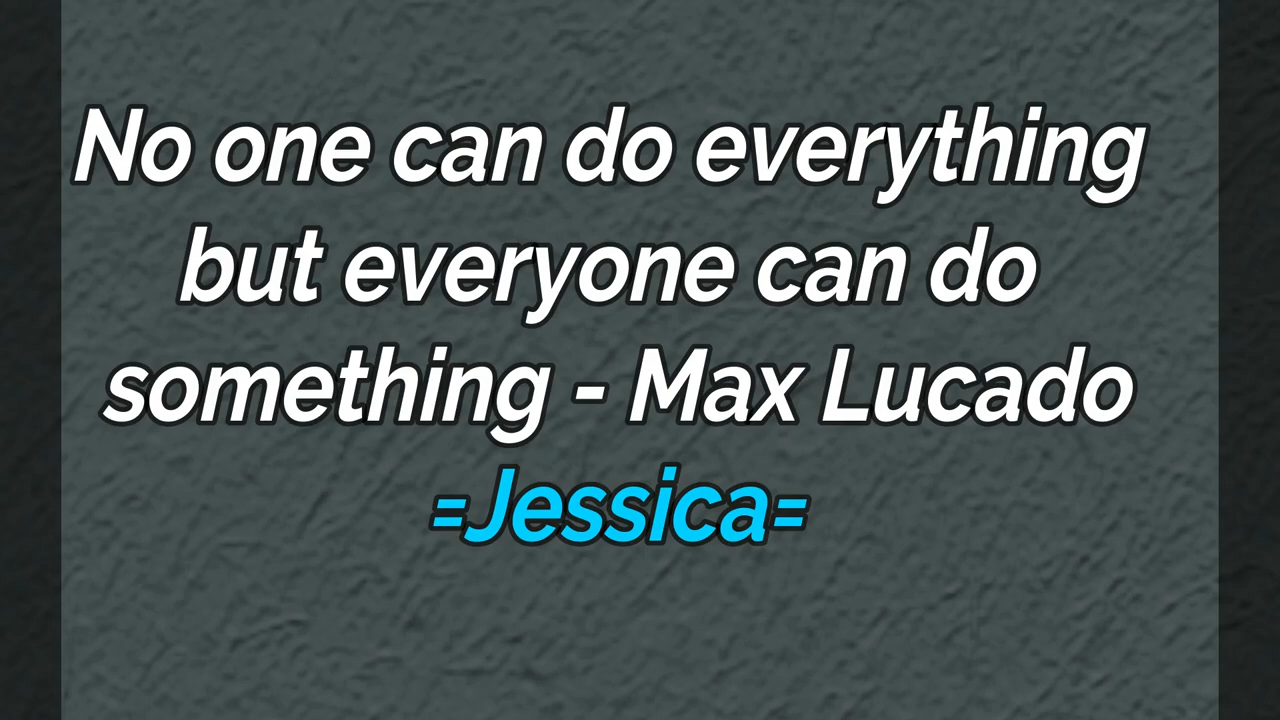 No one can do everything
but everyone can do
something - Max Lucado
=Jessica=